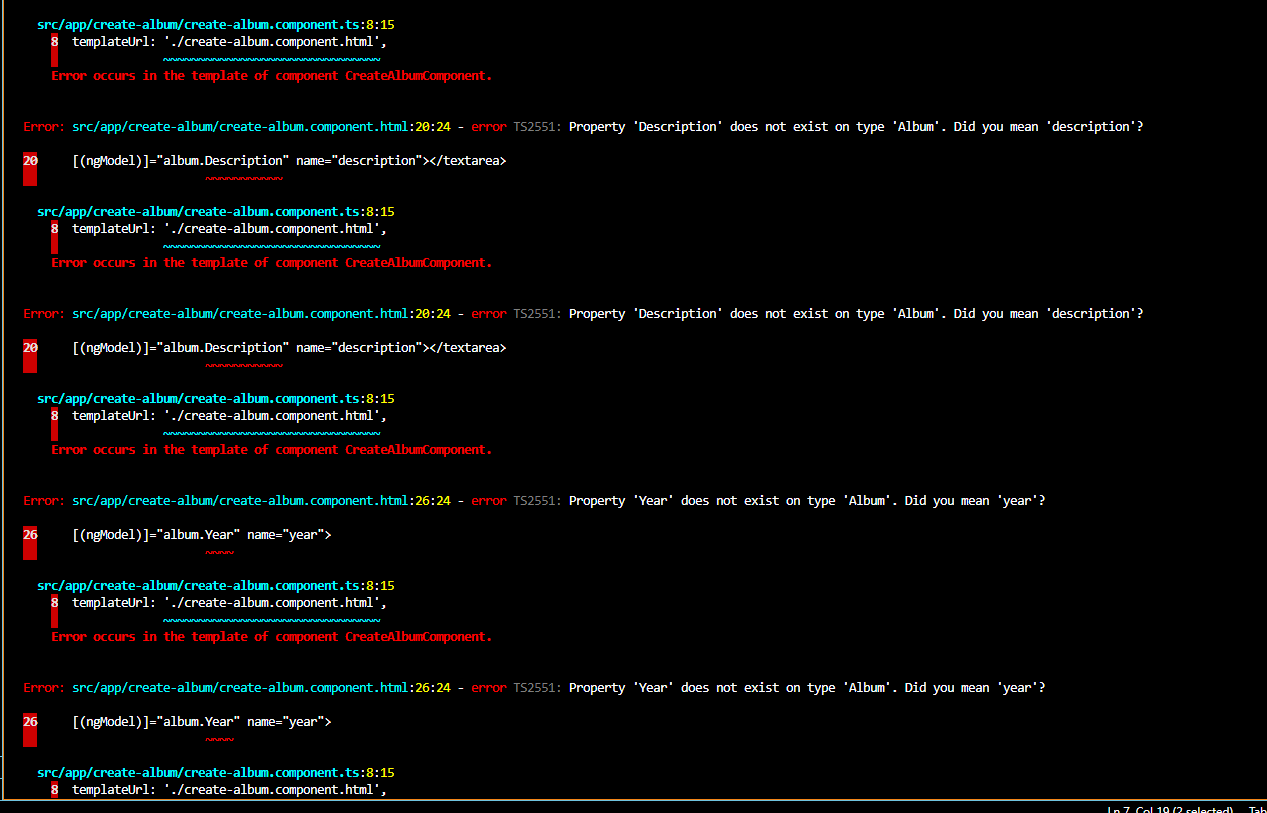 src/app/create-album/create-album.component.ts:8:15
8 templateUrl: './create-album.component.html',
~~~~~~~~~~~~~~~~~~~~~~~~~~~~~~~
Error occurs in the template of component CreateAlbumComponent.
Error: src/app/create-album/create-album.component.html:20:24 - error TS2551: Property 'Description' does not exist on type 'Album'. Did you mean 'description'?
20 [(ngModel)]="album.Description" name="description"></textarea>
~~~~~~~~~~~
src/app/create-album/create-album.component.ts:8:15
8 templateUrl: './create-album.component.html',
~~~~~~~~~~~~~~~~~~~~~~~~~~~~~~~
Error occurs in the template of component CreateAlbumComponent.
Error: src/app/create-album/create-album.component.html:20:24 - error TS2551: Property 'Description' does not exist on type 'Album'. Did you mean 'description'?
20 [(ngModel)]="album.Description" name="description"></textarea>
~~~~~~~~~~~
src/app/create-album/create-album.component.ts:8:15
8 templateUrl: './create-album.component.html',
~~~~~~~~~~~~~~~~~~~~~~~~~~~~~~~
Error occurs in the template of component CreateAlbumComponent.
Error: src/app/create-album/create-album.component.html:26:24 - error TS2551: Property 'Year' does not exist on type 'Album'. Did you mean 'year'?
26 [(ngModel)]="album.Year" name="year">
~~~~
src/app/create-album/create-album.component.ts:8:15
8 templateUrl: './create-album.component.html',
~~~~~~~~~~~~~~~~~~~~~~~~~~~~~~~
Error occurs in the template of component CreateAlbumComponent.
Error: src/app/create-album/create-album.component.html:26:24 - error TS2551: Property 'Year' does not exist on type 'Album'. Did you mean 'year'?
26 [(ngModel)]="album.Year" name="year">
~~~~
src/app/create-album/create-album.component.ts:8:15
8 templateUrl: './create-album.component.html',
Ln 7, Col 19 (2 selected) Tab